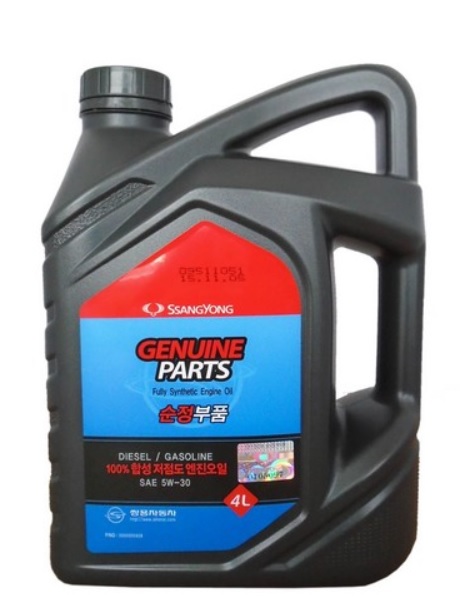 09511051
15.11.06
SSANGYONG
GENUINE
PARTS
Fully Synthetic Engine Oil
순정부품
DIESEL / GASOLINE
100% 합성 저점도 엔진오일
SAE 5W-30
4L
쌍용자동차